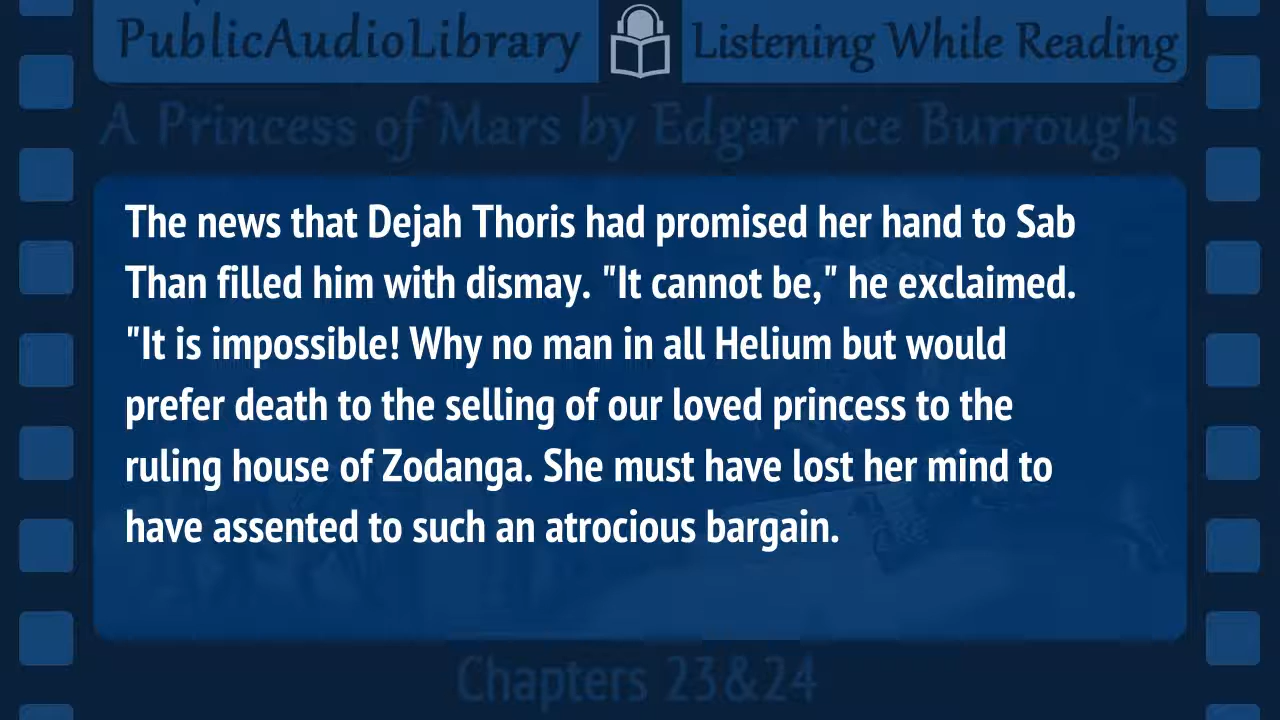 PublicAudioLibrary Listening While Reading
A Princess of Mars by Edgar rice Burroughs
The news that Dejah Thoris had promised her hand to Sab
Than filled him with dismay. "It cannot be," he exclaimed.
"It is impossible! Why no man in all Helium but would
prefer death to the selling of our loved princess to the
ruling house of Zodanga. She must have lost her mind to
have assented to such an atrocious bargain.
Chapters 23&24